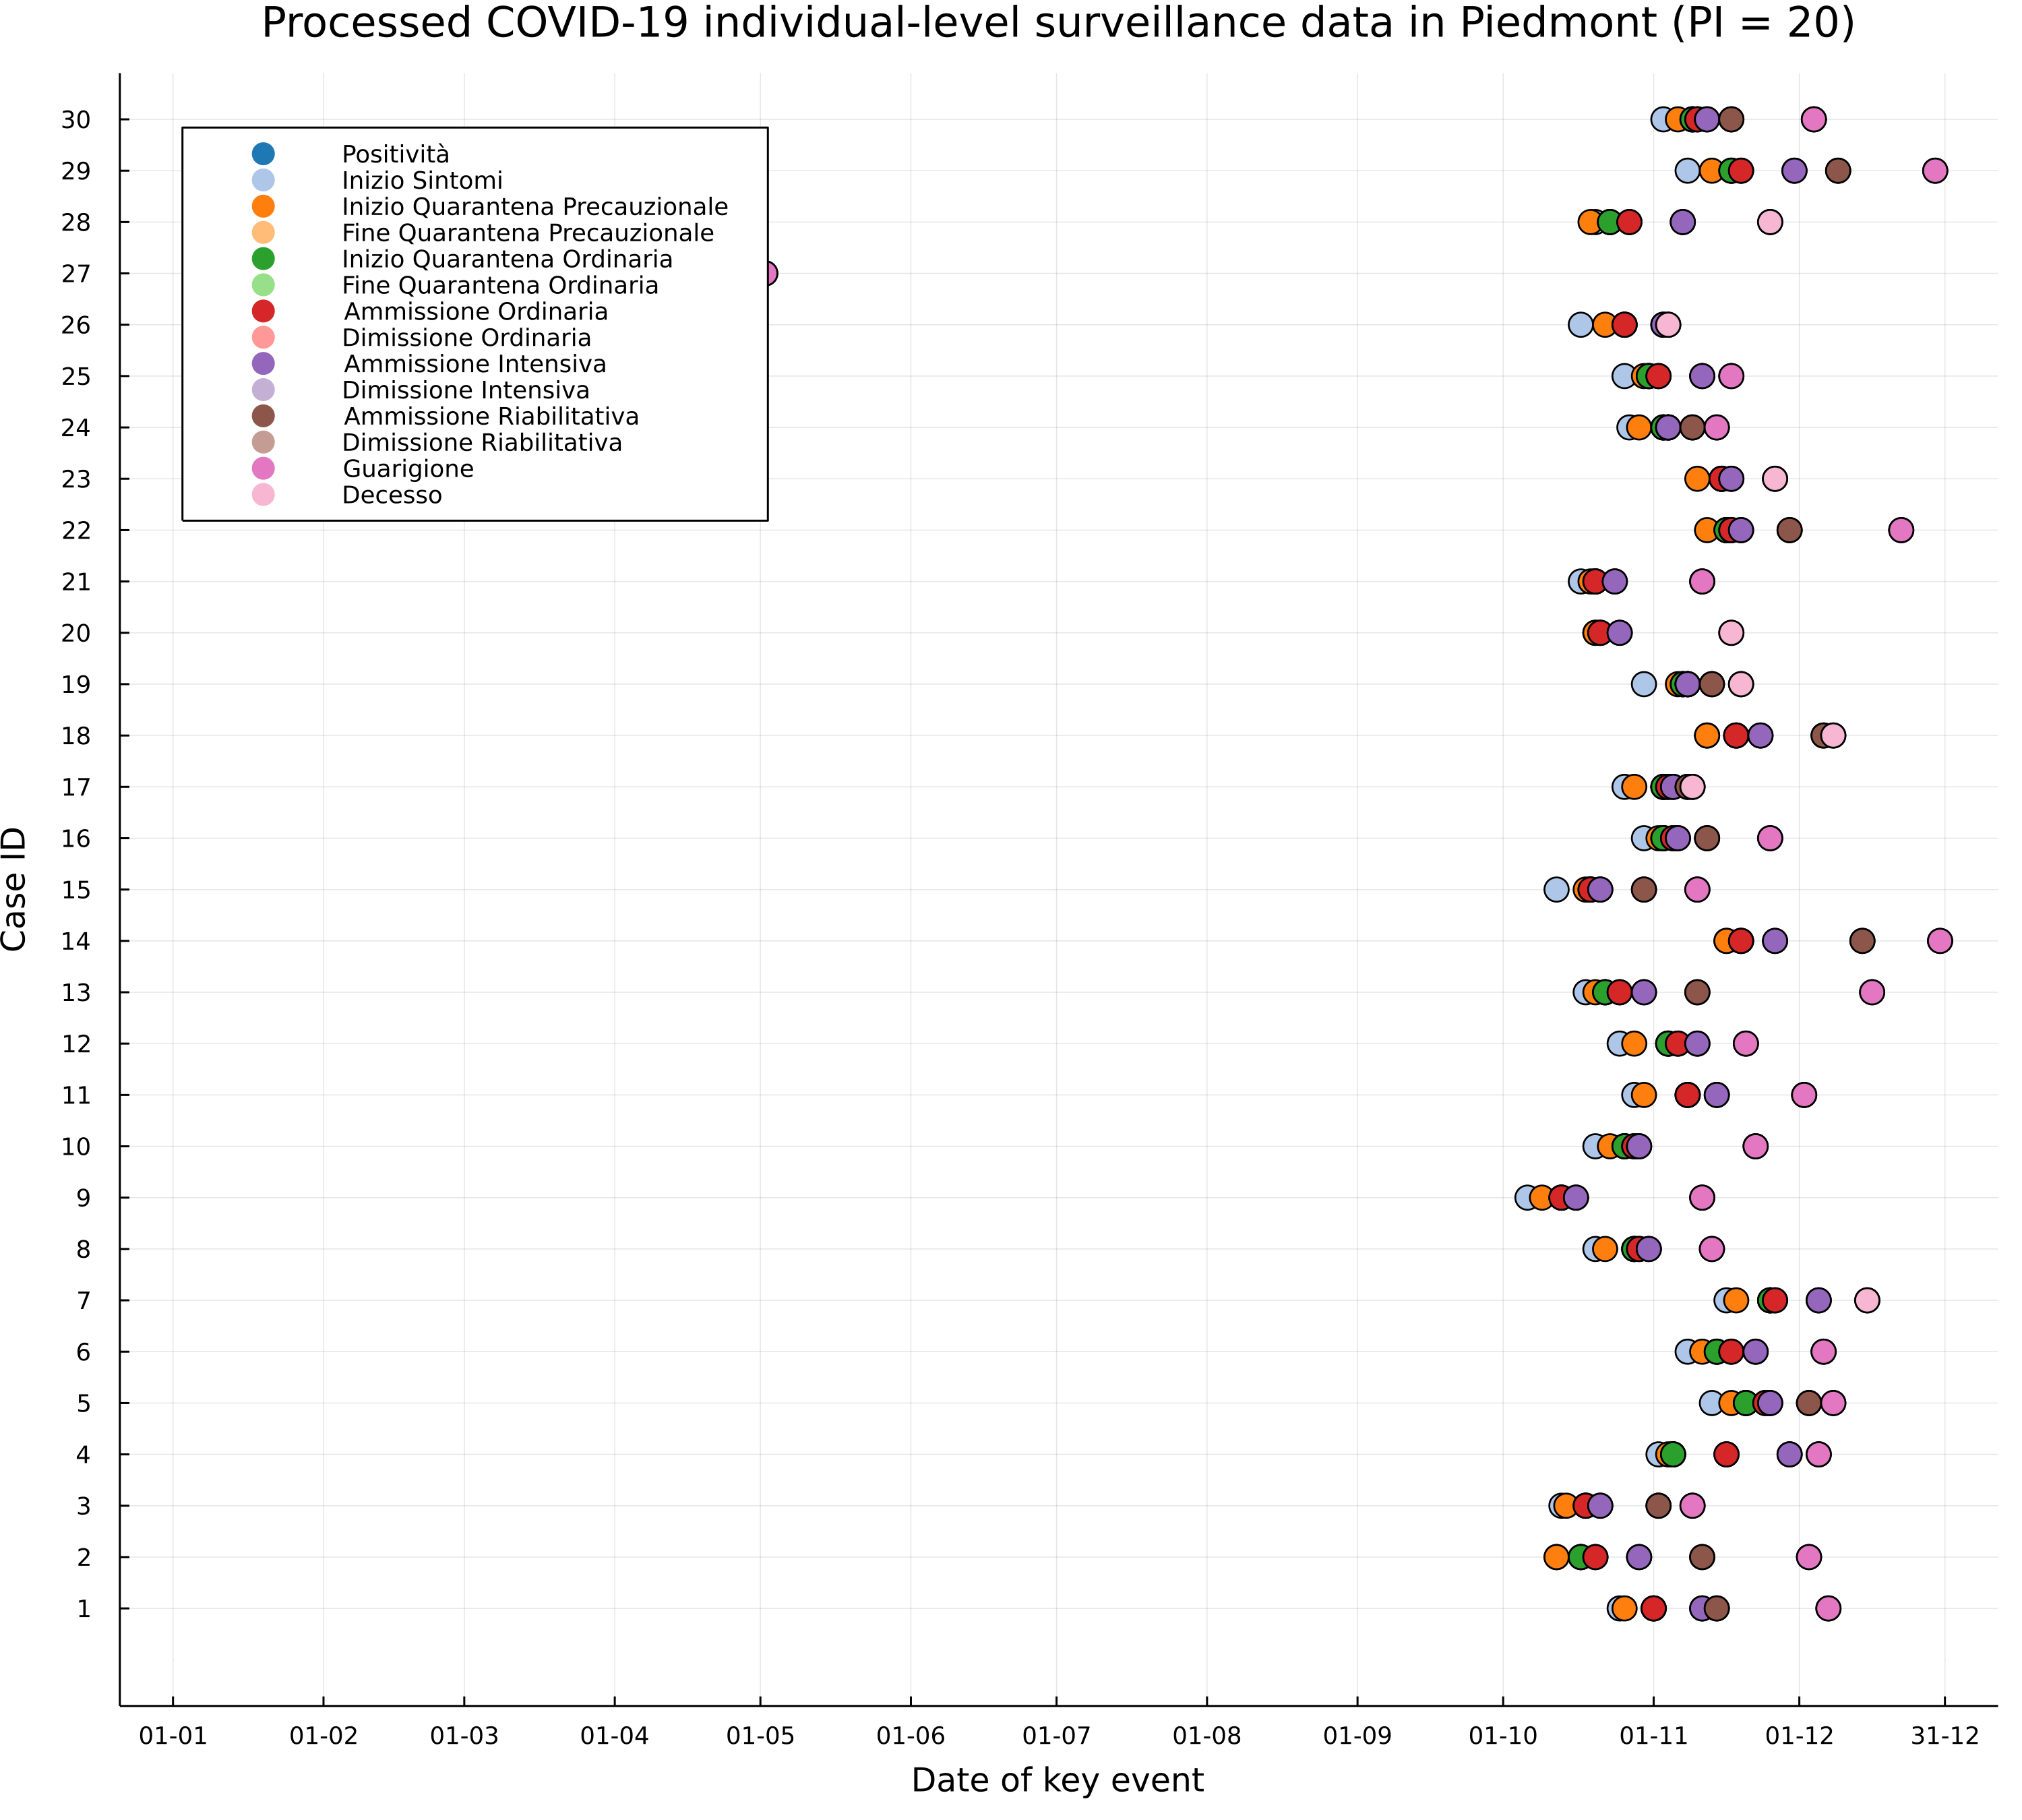 Processed COVID-19 individual-level surveillance data in Piedmont (PI = 20)
30
29
28
27
26
25
24
23
22
21
20
19
18
17
16
15
14
13
12
11
10
9
8
7
6
5
4
3
2
1
Case ID
Positività
Inizio Sintomi
Inizio Quarantena Precauzionale
Fine Quarantena Precauzionale
Inizio Quarantena Ordinaria
Fine Quarantena Ordinaria
Ammissione Ordinaria
Dimissione Ordinaria
Ammissione Intensiva
Dimissione Intensiva
Ammissione Riabilitativa
Dimissione Riabilitativa
Guarigione
Decesso
01-01 01-02 01-03 01-04 01-05 01-06 01-07 01-08 01-09 01-10 01-11 01-12 31-12
Date of key event